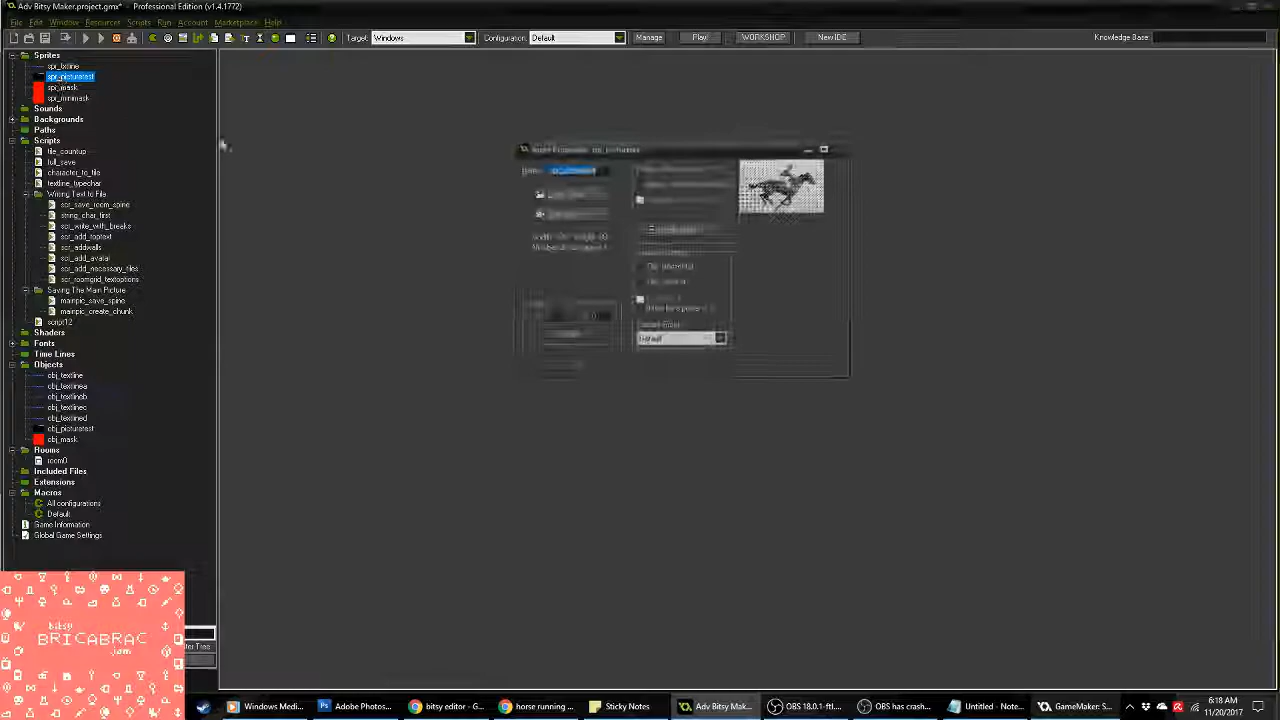 Adv Bitsy Maker.project.gmx* - Professional Edition (v1.4.1772)
File Edit Window Resources Scripts Run Account Marketplace Help
Target: Windows Configuration: Default Manage Play WORKSHOP New IDE Knowledge Base:
Sprites
spr_txtline
spr_picturetest
spr_mask
spr_minimask
Sounds
Backgrounds
Paths
Scripts
file_countup
full_save
character_to_file
textline_typechar
Writing Text to File
scr_save_room_spine
string_char_first
scr_write_with_breaks
scr_add_toptext
scr_addwalls
scr_add_avatar
scr_add_necessary_tiles
scr_roomgrid_textoptions
Saving The Main Picture
mainpic_save_spine
mainpic_create_chunk
script12
Shaders
Fonts
Time Lines
Objects
obj_textline
obj_textlinea
obj_textlineb
obj_textlinec
obj_textlined
obj_picturetest
obj_mask
Rooms
room0
Included Files
Extensions
Macros
All configurations
Default
Game Information
Global Game Settings
bitsy
BRICABRAC
jam
Windows Medi... Adobe Photos... bitsy editor - G... horse running ... Sticky Notes Adv Bitsy Mak... OBS 18.0.1-ftl... OBS has crash... Untitled - Note... GameMaker: S...
6:18 AM
11/20/2017